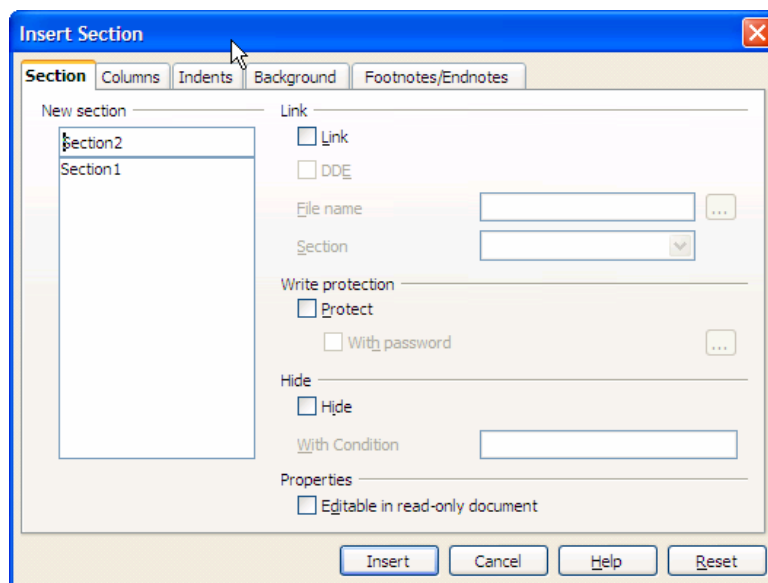 Insert Section
Section Columns Indents Background Footnotes/Endnotes
New section
Section2
Section1
Link
Link
DDE
File name ...
Section
Write protection
Protect
With password ...
Hide
Hide
With Condition
Properties
Editable in read-only document
Insert Cancel Help Reset